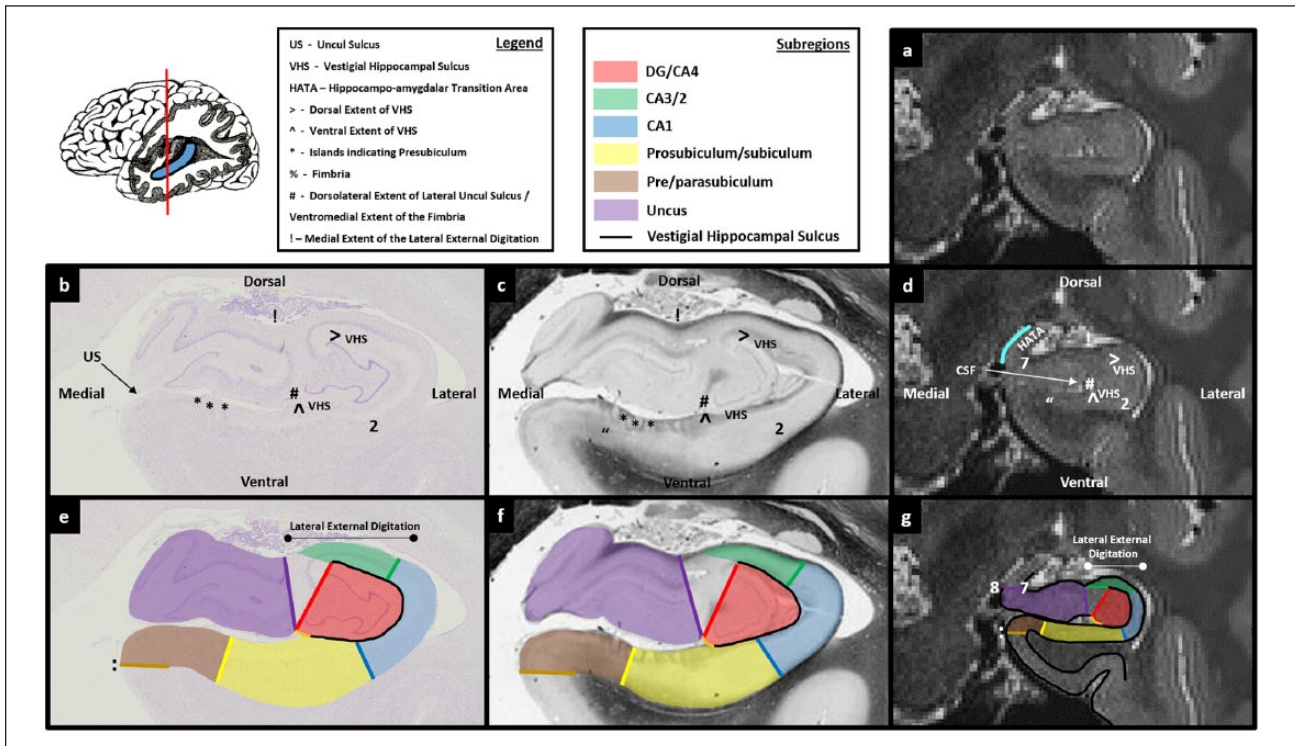 Legend
US - Uncul Sulcus
VHS - Vestigial Hippocampal Sulcus
HATA – Hippocampo-amygdalar Transition Area
> - Dorsal Extent of VHS
^ - Ventral Extent of VHS
* - Islands indicating Presubiculum
% - Fimbria
# - Dorsolateral Extent of Lateral Uncul Sulcus /
Ventromedial Extent of the Fimbria
! – Medial Extent of the Lateral External Digitation
Subregions
DG/CA4
CA3/2
CA1
Prosubiculum/subiculum
Pre/parasubiculum
Uncus
Vestigial Hippocampal Sulcus
a
b
Dorsal
!
> VHS
US
Medial
Lateral
#
^ VHS
* * *
2
Ventral
c
Dorsal
!
> VHS
Lateral
#
^ VHS
“ * * *
2
Ventral
d
Dorsal
HATA
!
7
> VHS
CSF
Medial
Lateral
#
“ ^ VHS
2
Ventral
e
Lateral External Digitation
:
f
g
Lateral External
Digitation
8 7
: